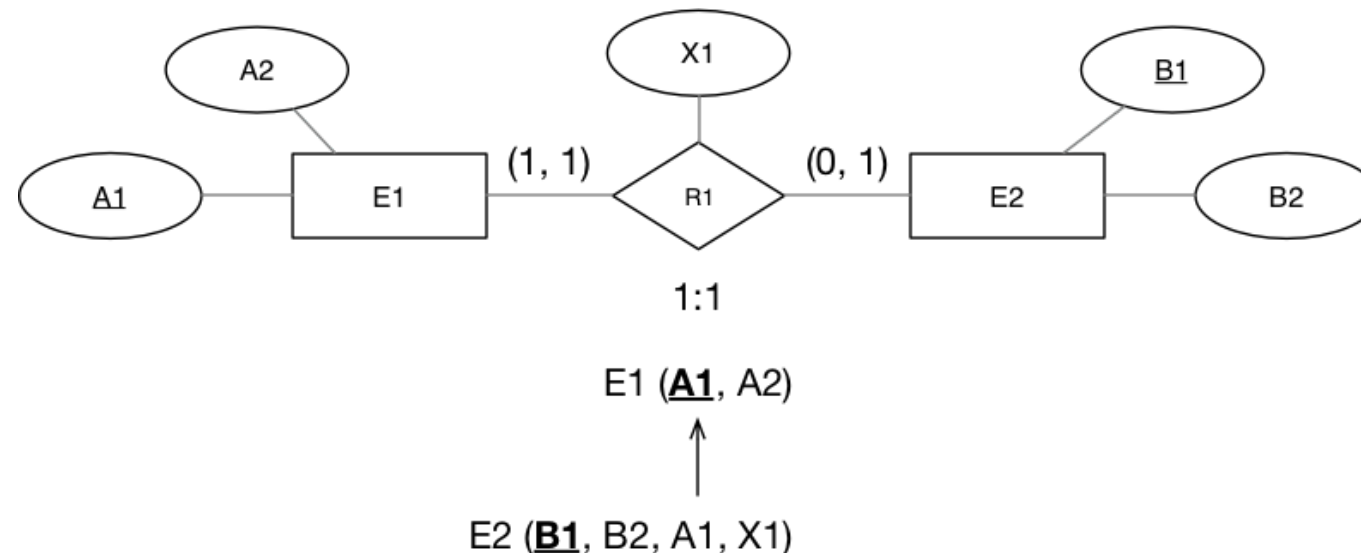 A2
X1
B1
A1
E1
(1, 1)
R1
(0, 1)
E2
B2
1:1
E1 (A1, A2)
E2 (B1, B2, A1, X1)